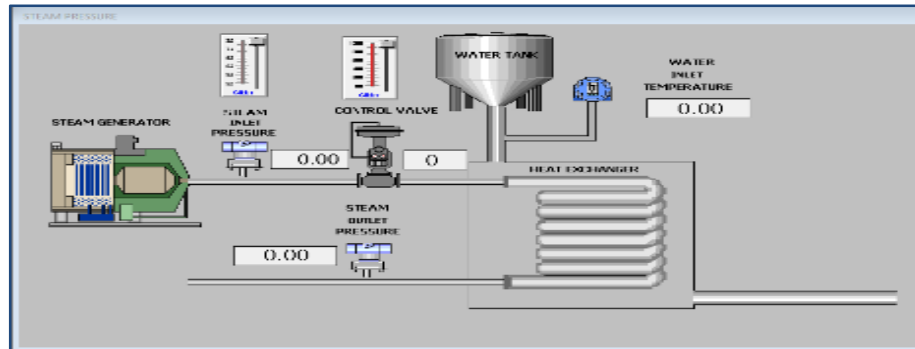 STEAM PRESSURE
WATER TANK
WATER
INLET
TEMPERATURE
0.00
STEAM
INLET
PRESSURE
CONTROL VALVE
STEAM GENERATOR
0.00
0
HEAT EXCHANGER
STEAM
OUTLET
PRESSURE
0.00